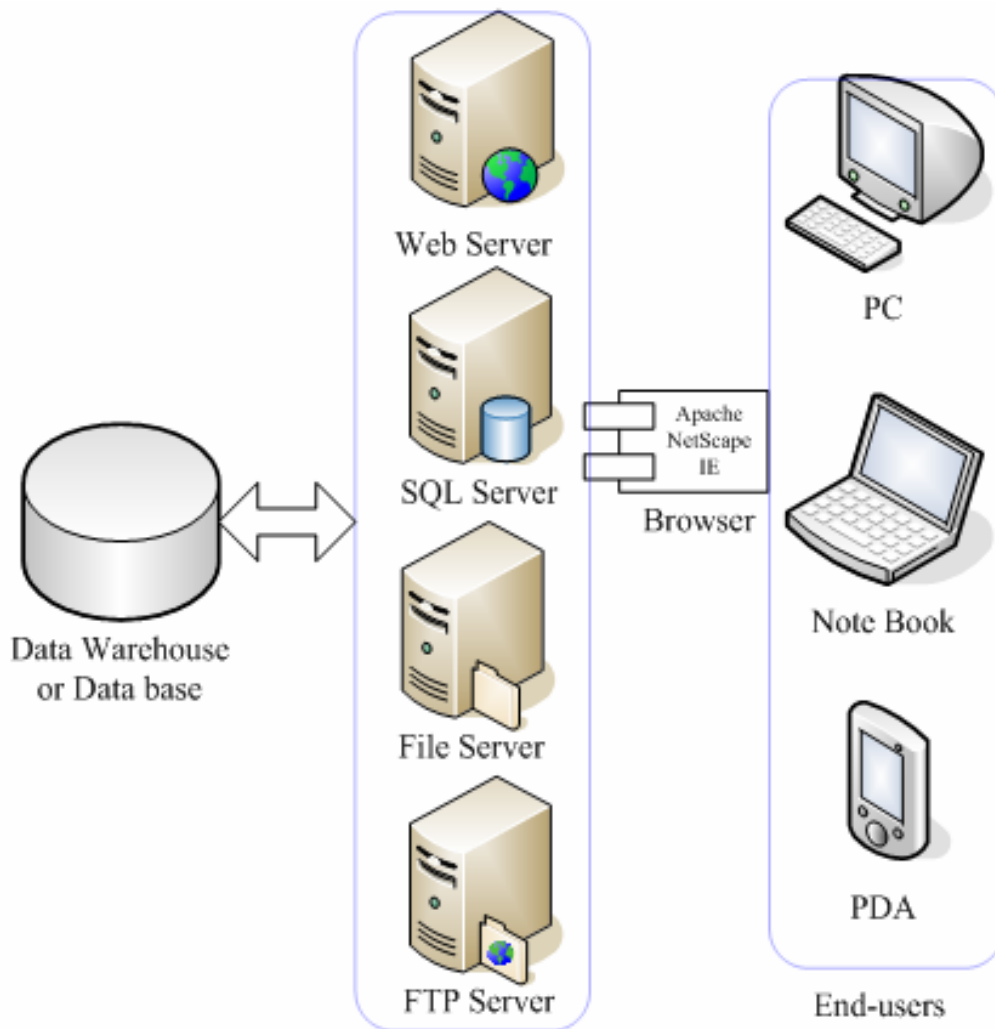 Web Server
SQL Server
File Server
FTP Server
Data Warehouse
or Data base
Apache
NetScape
IE
Browser
PC
Note Book
PDA
End-users